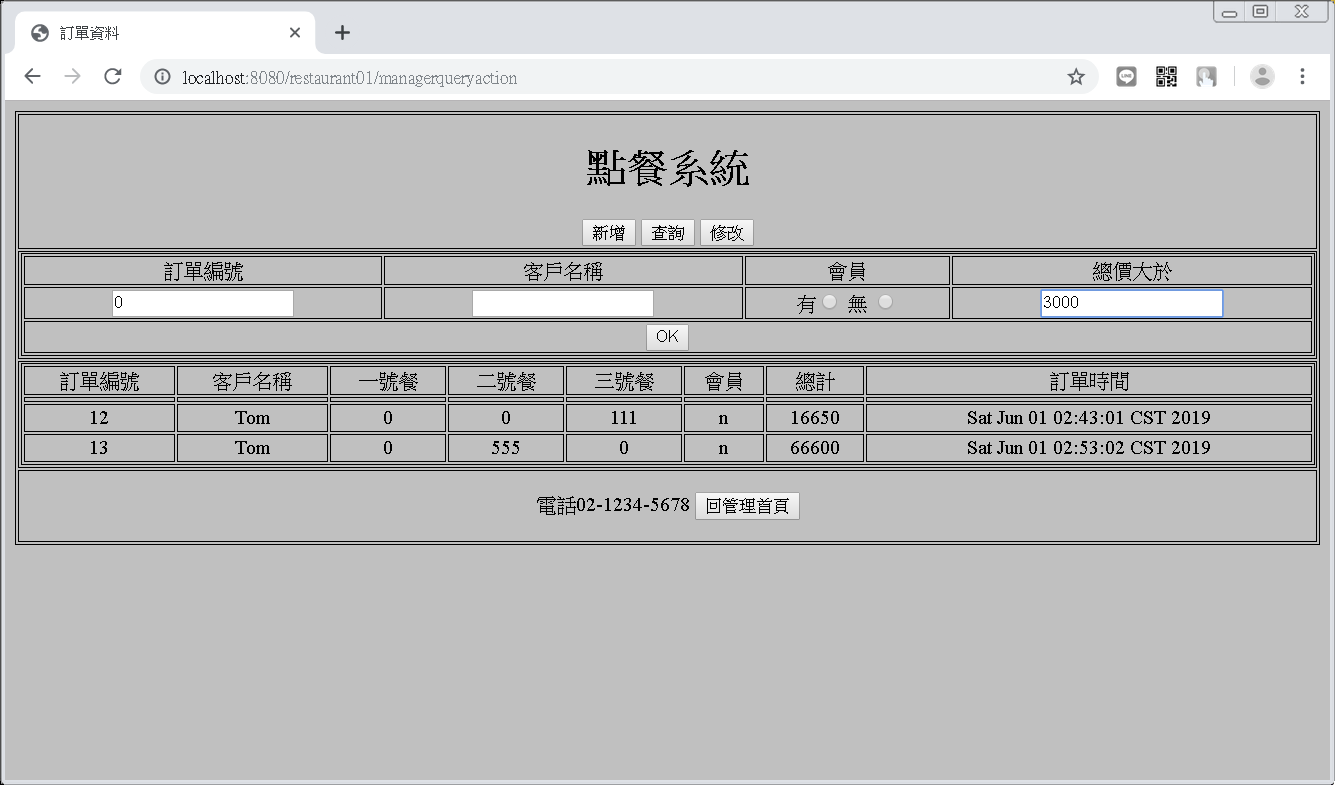 訂單資料
localhost:8080/restaurant01/managerqueryaction
點餐系統
新增 查詢 修改
訂單編號 客戶名稱 會員 總價大於
0 有 無 3000
OK
訂單編號 客戶名稱 一號餐 二號餐 三號餐 會員 總計 訂單時間
12 Tom 0 0 111 n 16650 Sat Jun 01 02:43:01 CST 2019
13 Tom 0 555 0 n 66600 Sat Jun 01 02:53:02 CST 2019
電話02-1234-5678 回管理首頁